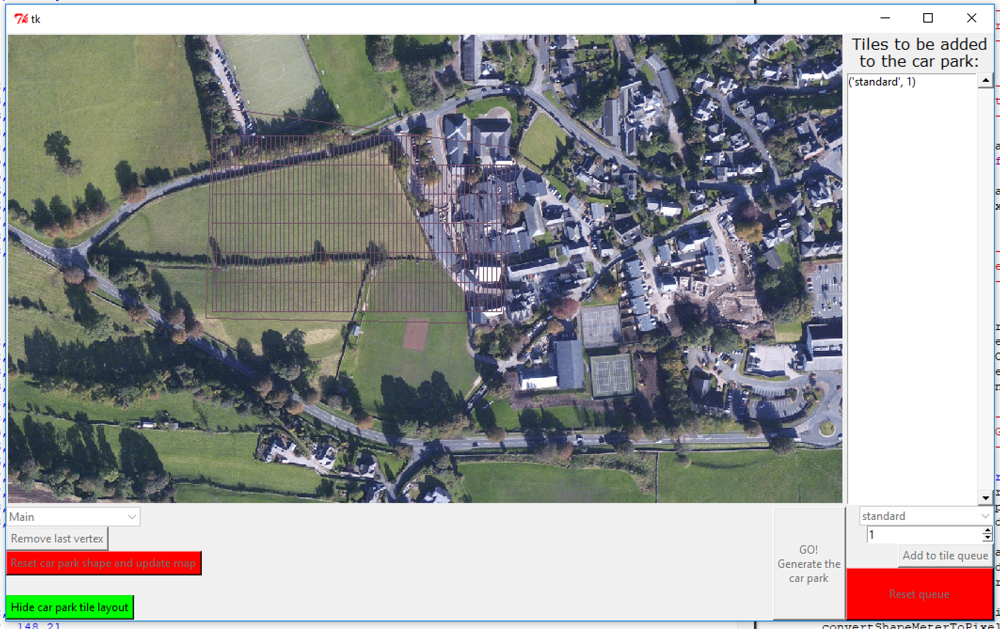 tk
Tiles to be added
to the car park:
('standard', 1)
Main
Remove last vertex
Reset car park shape and update map
Hide car park tile layout
GO!
Generate the
car park
standard
1
Add to tile queue
Reset queue
148 21
convertShapeMeterToPixel